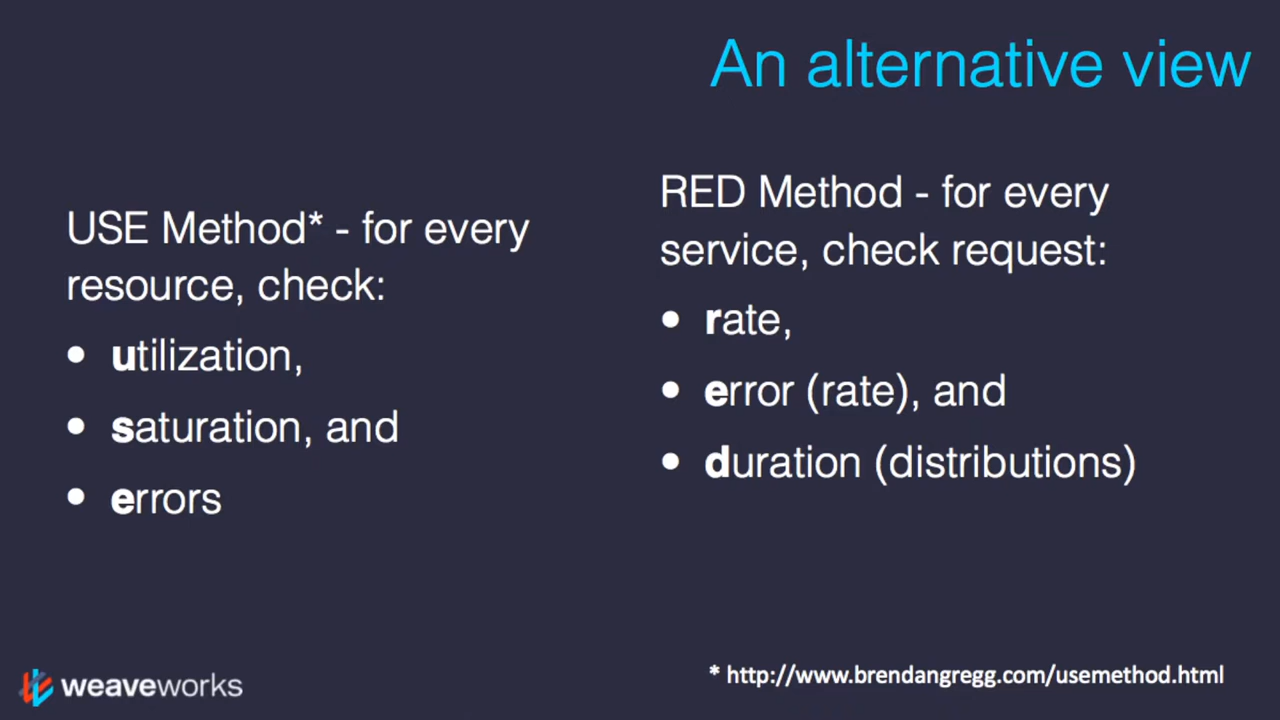 An alternative view
USE Method* - for every
resource, check:
• utilization,
• saturation, and
• errors
RED Method - for every
service, check request:
• rate,
• error (rate), and
• duration (distributions)
weaveworks
* http://www.brendangregg.com/usemethod.html